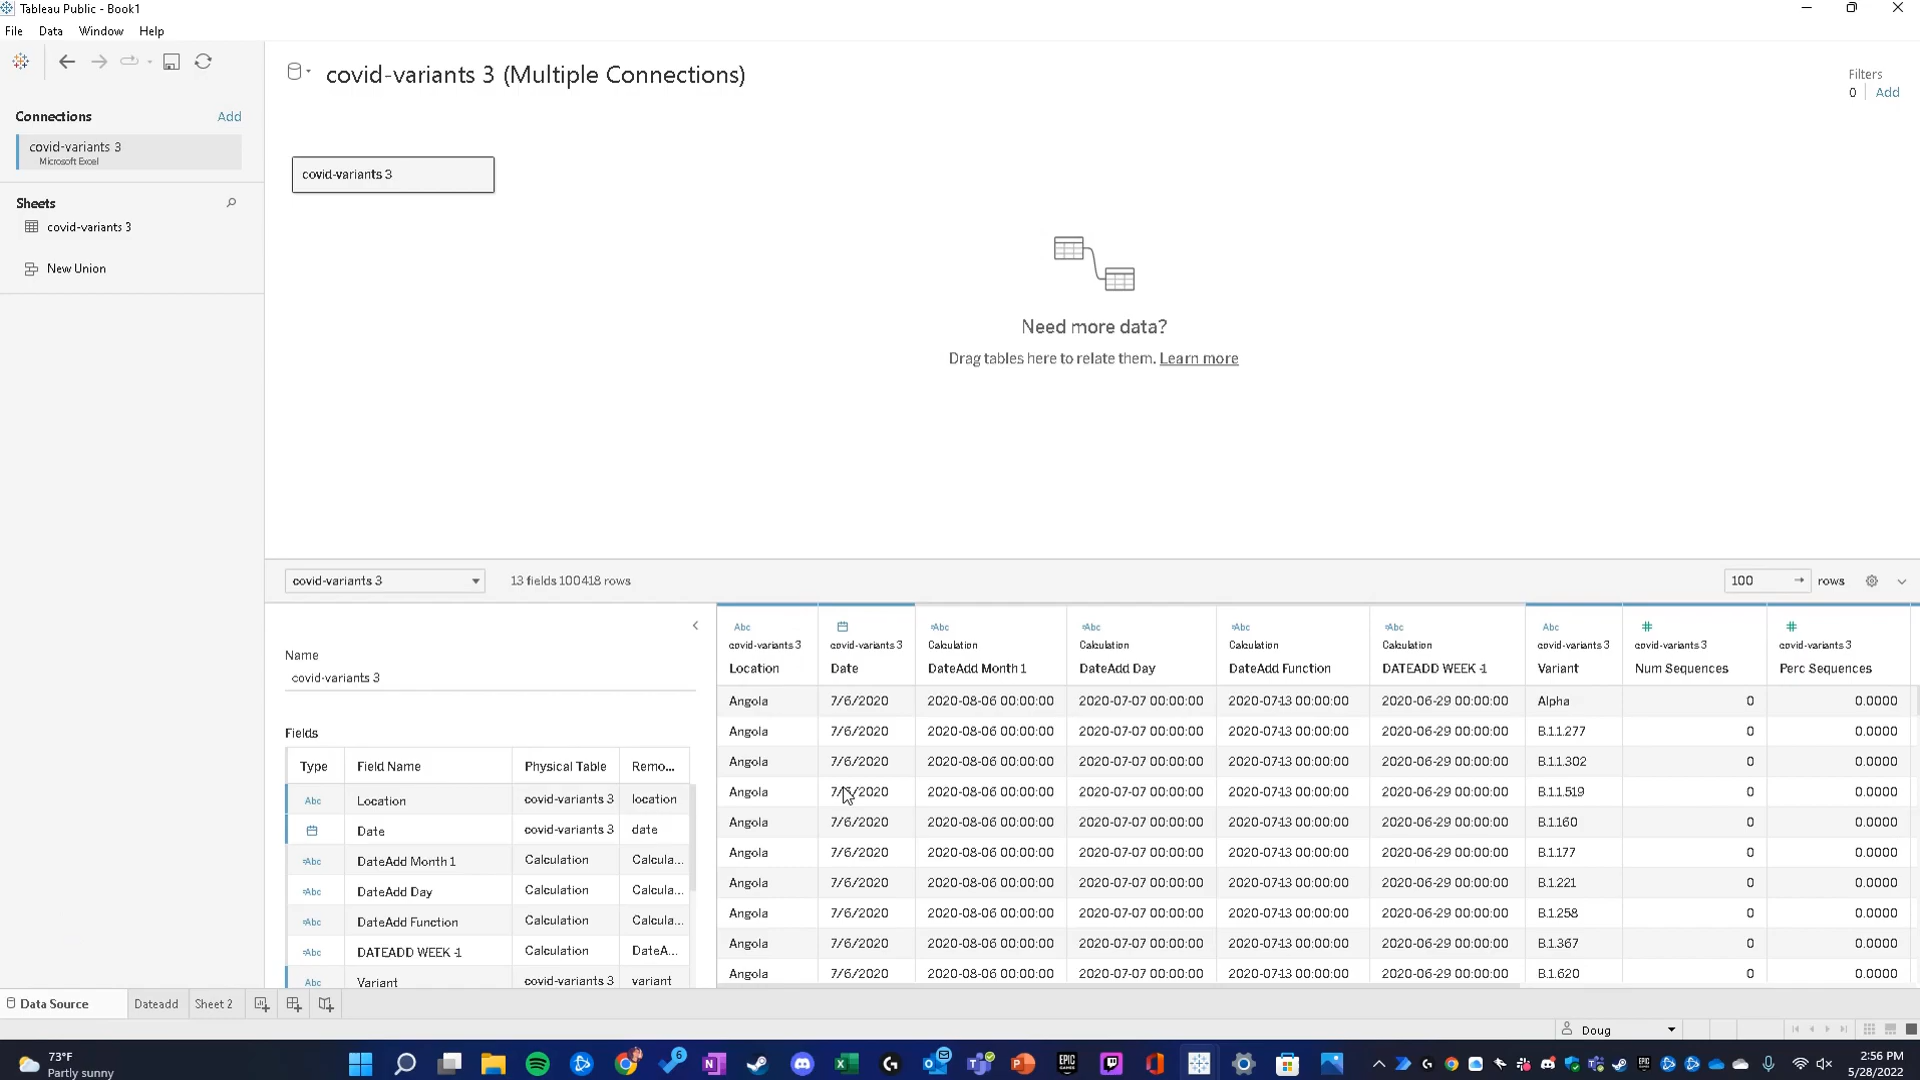 Tableau Public - Book1
File Data Window Help
covid-variants 3 (Multiple Connections)
Filters
0 Add
Connections Add
covid-variants 3
Microsoft Excel
covid-variants 3
Sheets
covid-variants 3
New Union
Need more data?
Drag tables here to relate them. Learn more
covid-variants 3 13 fields 100418 rows 100 → rows
Name
covid-variants 3
Fields
Type Field Name Physical Table Remo...
Abc Location covid-variants 3 location
Date covid-variants 3 date
=Abc DateAdd Month 1 Calculation Calcula...
=Abc DateAdd Day Calculation Calcula...
=Abc DateAdd Function Calculation Calcula...
=Abc DATEADD WEEK -1 Calculation DateA...
Abc Variant covid-variants 3 variant
Abc =Abc =Abc =Abc =Abc Abc # #
covid-variants 3 covid-variants 3 Calculation Calculation Calculation Calculation covid-variants 3 covid-variants 3 covid-variants 3
Location Date DateAdd Month 1 DateAdd Day DateAdd Function DATEADD WEEK -1 Variant Num Sequences Perc Sequences
Angola 7/6/2020 2020-08-06 00:00:00 2020-07-07 00:00:00 2020-07-13 00:00:00 2020-06-29 00:00:00 Alpha 0 0.0000
Angola 7/6/2020 2020-08-06 00:00:00 2020-07-07 00:00:00 2020-07-13 00:00:00 2020-06-29 00:00:00 B.1.1.277 0 0.0000
Angola 7/6/2020 2020-08-06 00:00:00 2020-07-07 00:00:00 2020-07-13 00:00:00 2020-06-29 00:00:00 B.1.1.302 0 0.0000
Angola 7/6/2020 2020-08-06 00:00:00 2020-07-07 00:00:00 2020-07-13 00:00:00 2020-06-29 00:00:00 B.1.1.519 0 0.0000
Angola 7/6/2020 2020-08-06 00:00:00 2020-07-07 00:00:00 2020-07-13 00:00:00 2020-06-29 00:00:00 B.1.160 0 0.0000
Angola 7/6/2020 2020-08-06 00:00:00 2020-07-07 00:00:00 2020-07-13 00:00:00 2020-06-29 00:00:00 B.1.177 0 0.0000
Angola 7/6/2020 2020-08-06 00:00:00 2020-07-07 00:00:00 2020-07-13 00:00:00 2020-06-29 00:00:00 B.1.221 0 0.0000
Angola 7/6/2020 2020-08-06 00:00:00 2020-07-07 00:00:00 2020-07-13 00:00:00 2020-06-29 00:00:00 B.1.258 0 0.0000
Angola 7/6/2020 2020-08-06 00:00:00 2020-07-07 00:00:00 2020-07-13 00:00:00 2020-06-29 00:00:00 B.1.367 0 0.0000
Angola 7/6/2020 2020-08-06 00:00:00 2020-07-07 00:00:00 2020-07-13 00:00:00 2020-06-29 00:00:00 B.1.620 0 0.0000
Data Source Dateadd Sheet 2
Doug
73°F
Partly sunny
6
EPIC GAMES
2:56 PM
5/28/2022